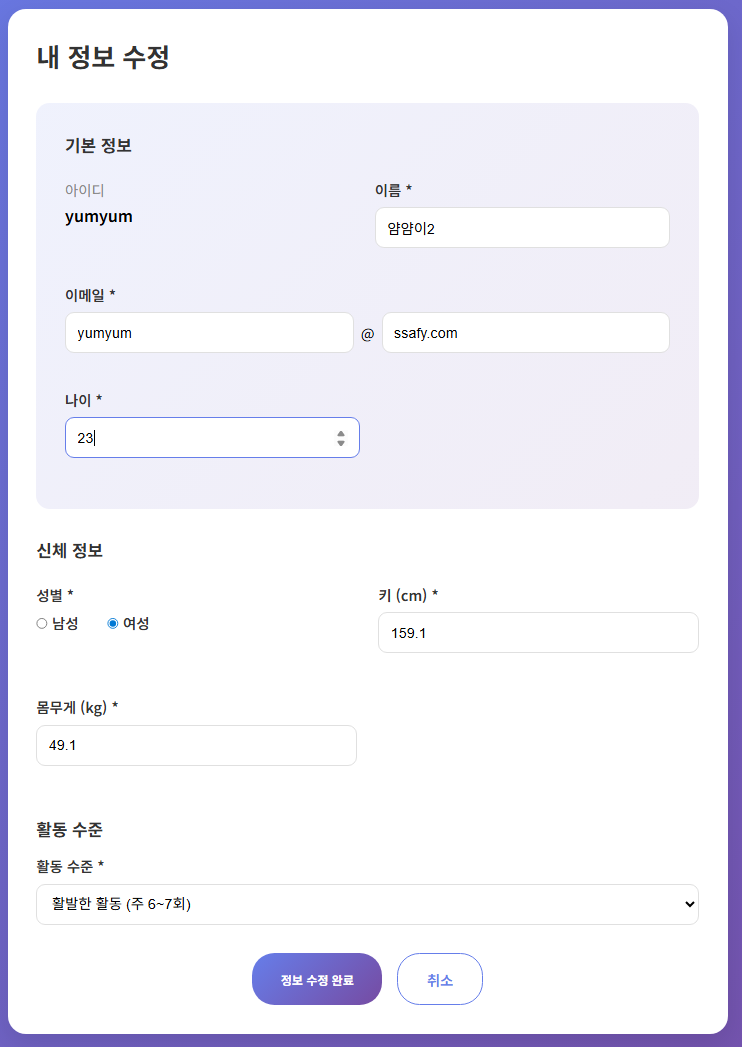 내 정보 수정
기본 정보
아이디
yumyum
이름 *
얌얌이2
이메일 *
yumyum @ ssafy.com
나이 *
23
신체 정보
성별 *
남성 여성
키 (cm) *
159.1
몸무게 (kg) *
49.1
활동 수준
활동 수준 *
활발한 활동 (주 6~7회)
정보 수정 완료 취소